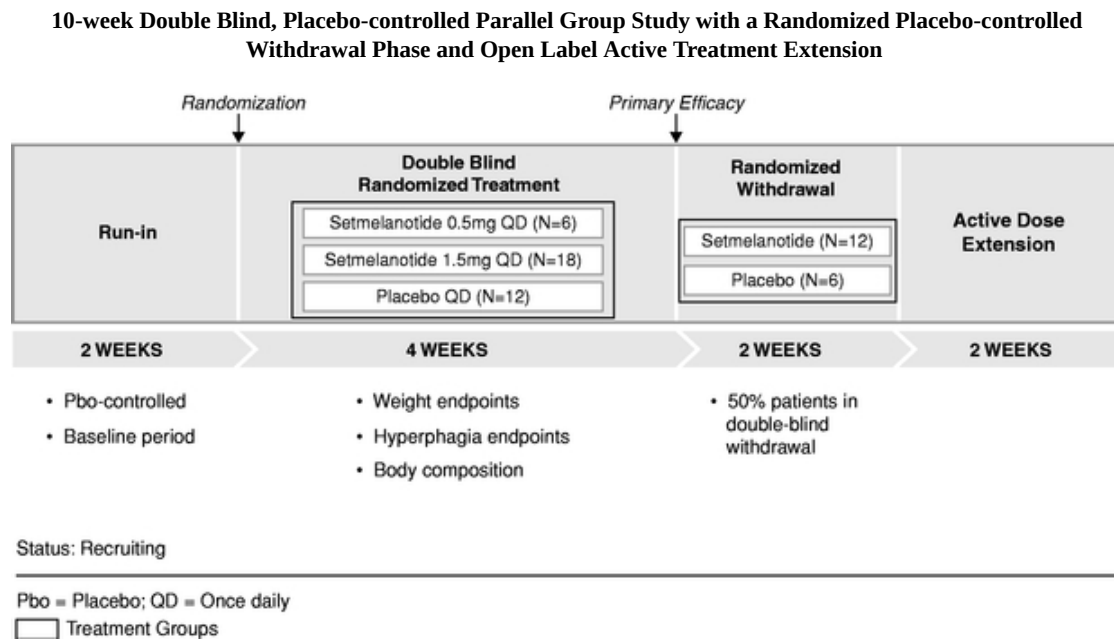 10-week Double Blind, Placebo-controlled Parallel Group Study with a Randomized Placebo-controlled
Withdrawal Phase and Open Label Active Treatment Extension
Randomization
Primary Efficacy
Run-in
Double Blind
Randomized Treatment
Setmelanotide 0.5mg QD (N=6)
Setmelanotide 1.5mg QD (N=18)
Placebo QD (N=12)
Randomized
Withdrawal
Setmelanotide (N=12)
Placebo (N=6)
Active Dose
Extension
2 WEEKS
4 WEEKS
2 WEEKS
2 WEEKS
• Pbo-controlled
• Baseline period
• Weight endpoints
• Hyperphagia endpoints
• Body composition
• 50% patients in
double-blind
withdrawal
Status: Recruiting
Pbo = Placebo; QD = Once daily
Treatment Groups